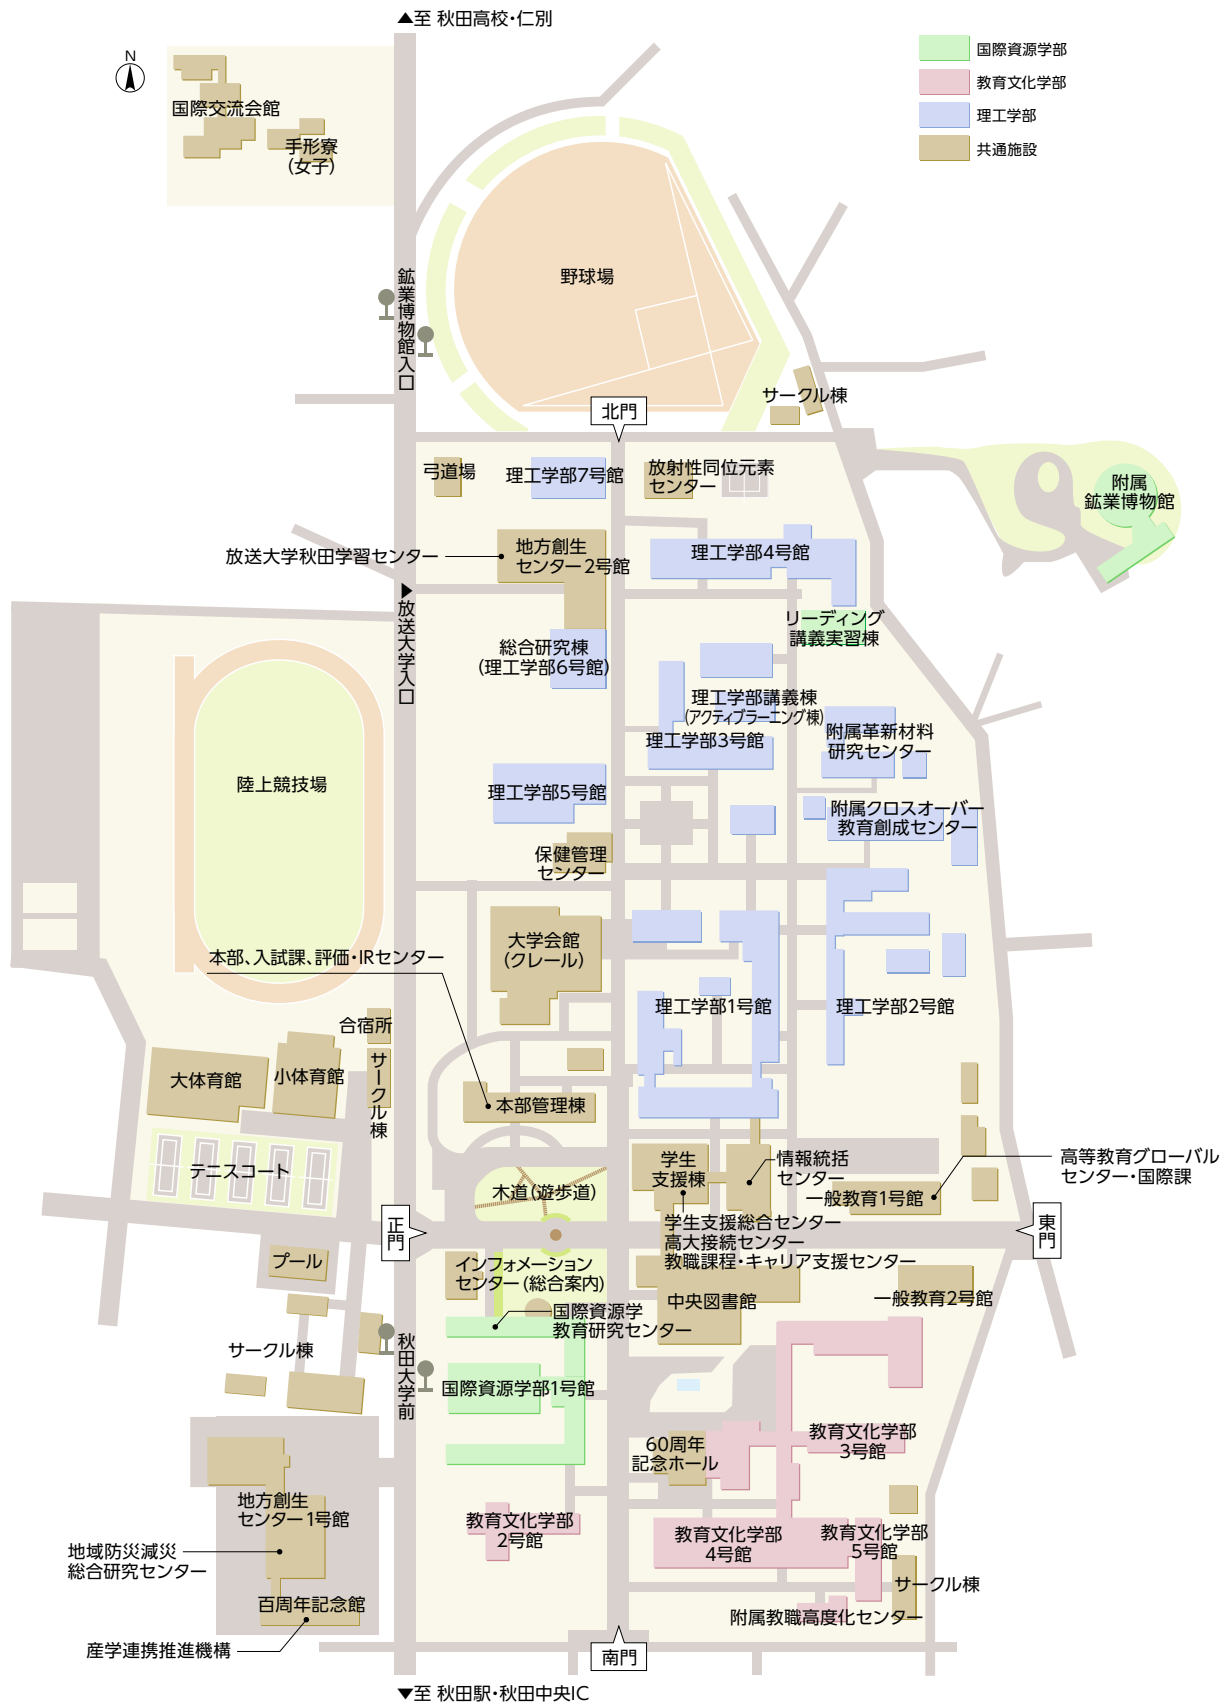 ▲至 秋田高校・仁別
N
国際資源学部
教育文化学部
理工学部
共通施設
国際交流会館
手形寮
(女子)
鉱業博物館入口
野球場
サークル棟
北門
弓道場
理工学部7号館
放射性同位元素
センター
附属
鉱業博物館
放送大学秋田学習センター
地方創生
センター2号館
理工学部4号館
▶放送大学入口
リーディング
講義実習棟
総合研究棟
(理工学部6号館)
理工学部講義棟
(アクティブラーニング棟)
理工学部3号館
附属革新材料
研究センター
陸上競技場
理工学部5号館
附属クロスオーバー
教育創成センター
保健管理
センター
大学会館
(クレール)
本部、入試課、評価・IRセンター
理工学部1号館
理工学部2号館
合宿所
サークル棟
大体育館
小体育館
本部管理棟
テニスコート
学生
支援棟
情報統括
センター
高等教育グローバル
センター・国際課
一般教育1号館
木道(遊歩道)
正門
東門
学生支援総合センター
高大接続センター
教職課程・キャリア支援センター
プール
インフォメーション
センター(総合案内)
中央図書館
一般教育2号館
国際資源学
教育研究センター
サークル棟
秋田大学前
国際資源学部1号館
60周年
記念ホール
教育文化学部
3号館
地方創生
センター1号館
教育文化学部
2号館
教育文化学部
4号館
教育文化学部
5号館
地域防災減災
総合研究センター
サークル棟
百周年記念館
附属教職高度化センター
産学連携推進機構
南門
▼至 秋田駅・秋田中央IC